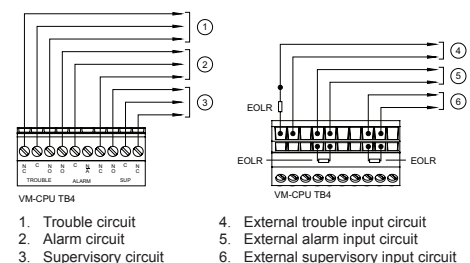 1
2
3
4
5
6
EOLR
EOLR
EOLR
C
C
C
TROUBLE
ALARM
SUP
VM-CPU TB4
VM-CPU TB4
1. Trouble circuit
2. Alarm circuit
3. Supervisory circuit
4. External trouble input circuit
5. External alarm input circuit
6. External supervisory input circuit